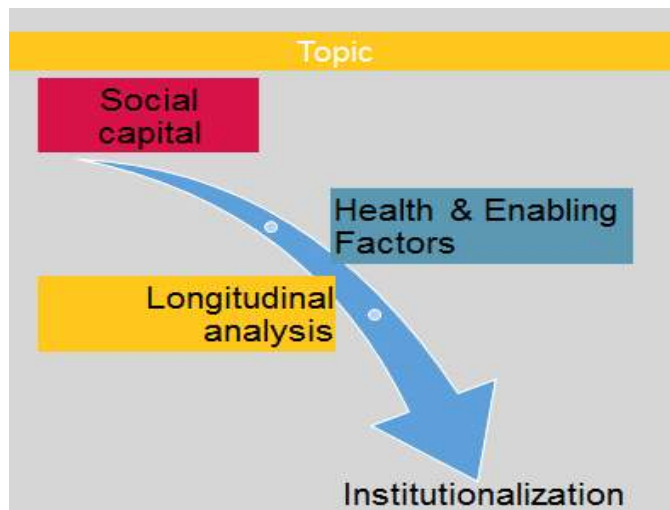 Topic
Social
capital
Health & Enabling
Factors
Longitudinal
analysis
Institutionalization